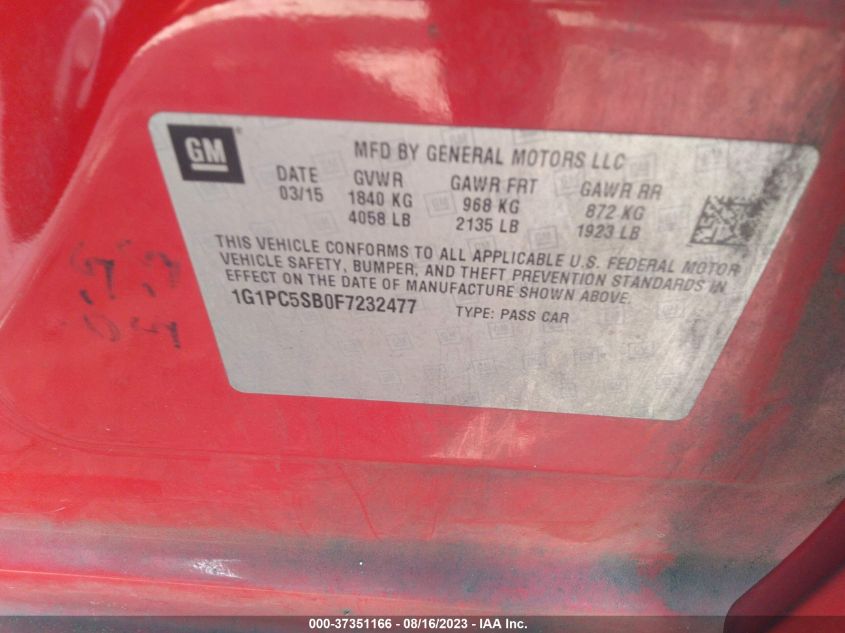 GM
MFD BY GENERAL MOTORS LLC
DATE GVWR GAWR FRT GAWR RR
03/15 1840 KG 968 KG 872 KG
4058 LB 2135 LB 1923 LB
THIS VEHICLE CONFORMS TO ALL APPLICABLE U.S. FEDERAL MOTOR
VEHICLE SAFETY, BUMPER, AND THEFT PREVENTION STANDARDS IN
EFFECT ON THE DATE OF MANUFACTURE SHOWN ABOVE.
1G1PC5SB0F7232477 TYPE: PASS CAR
000-37351166 - 08/16/2023 - IAA Inc.